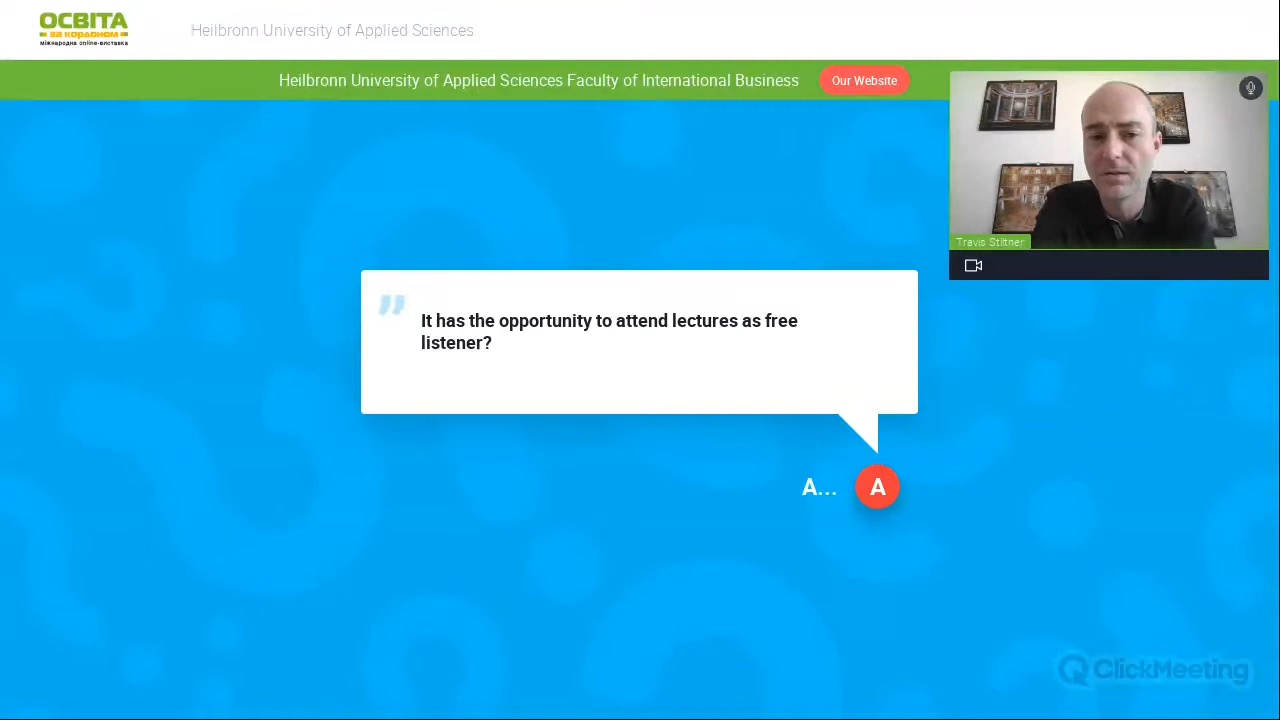 ОСВІТА
ЗА КОРДОНОМ
міжнародна online-виставка
Heilbronn University of Applied Sciences
Heilbronn University of Applied Sciences Faculty of International Business
Our Website
Travis Stiltner
It has the opportunity to attend lectures as free
listener?
A...
A
ClickMeeting